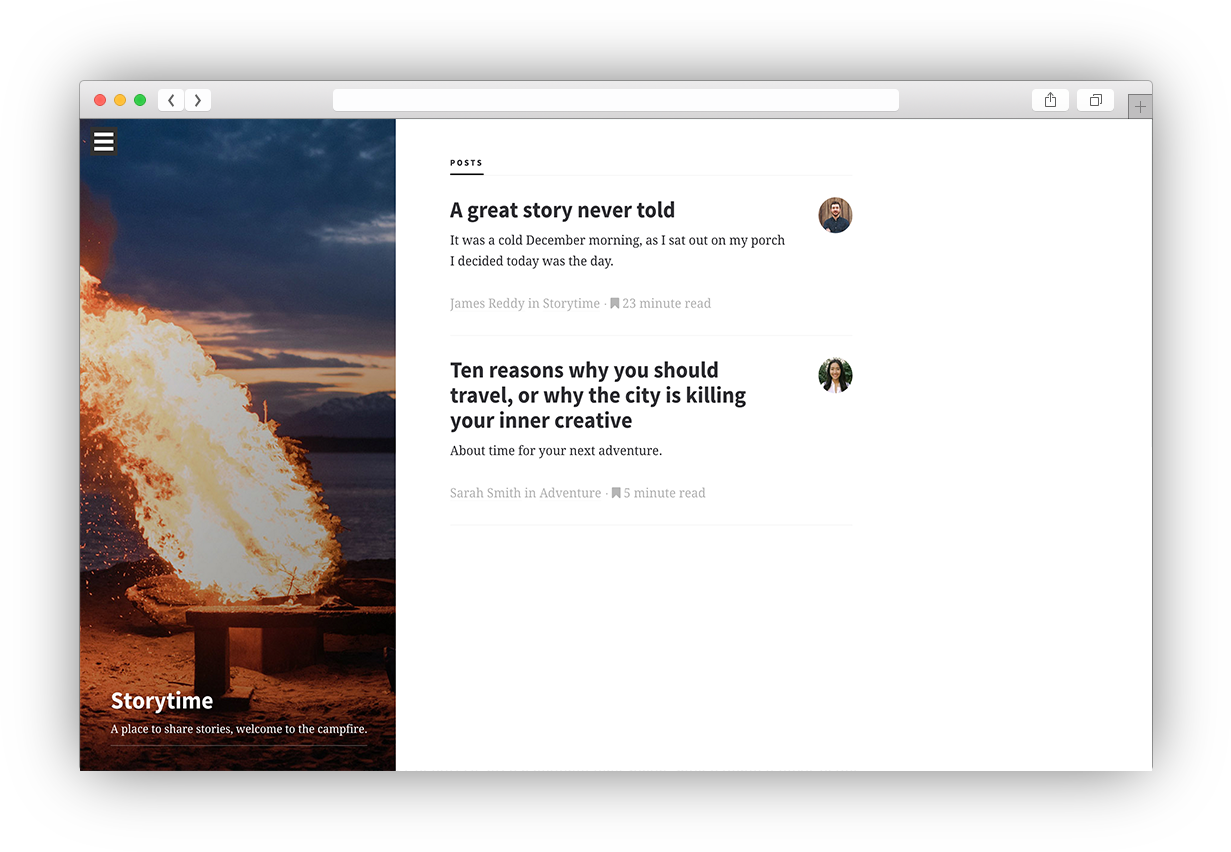 POSTS
A great story never told
It was a cold December morning, as I sat out on my porch
I decided today was the day.
James Reddy in Storytime · 23 minute read
Ten reasons why you should
travel, or why the city is killing
your inner creative
About time for your next adventure.
Sarah Smith in Adventure · 5 minute read
Storytime
A place to share stories, welcome to the campfire.